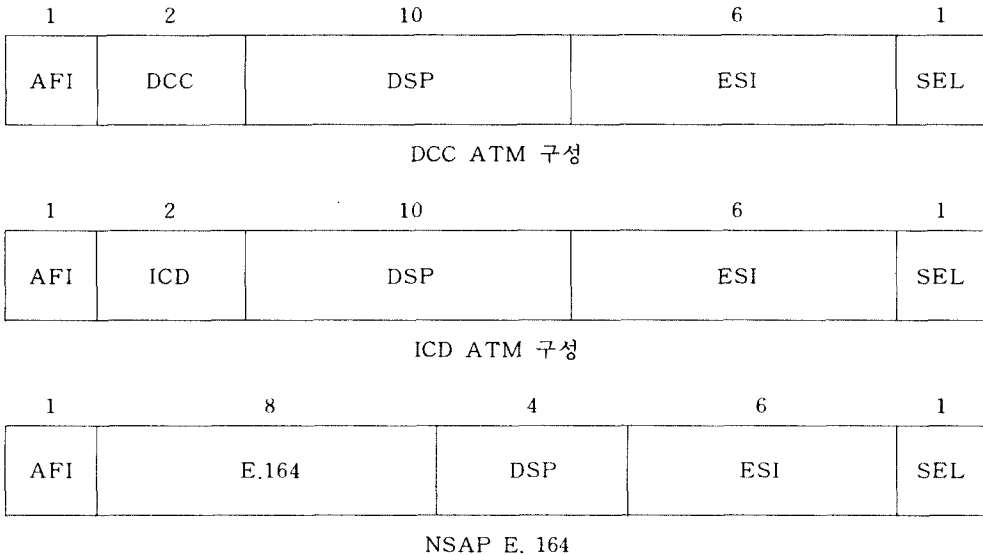 1 2 10 6 1
AFI DCC DSP ESI SEL
DCC ATM 구성
1 2 10 6 1
AFI ICD DSP ESI SEL
ICD ATM 구성
1 8 4 6 1
AFI E.164 DSP ESI SEL
NSAP E. 164